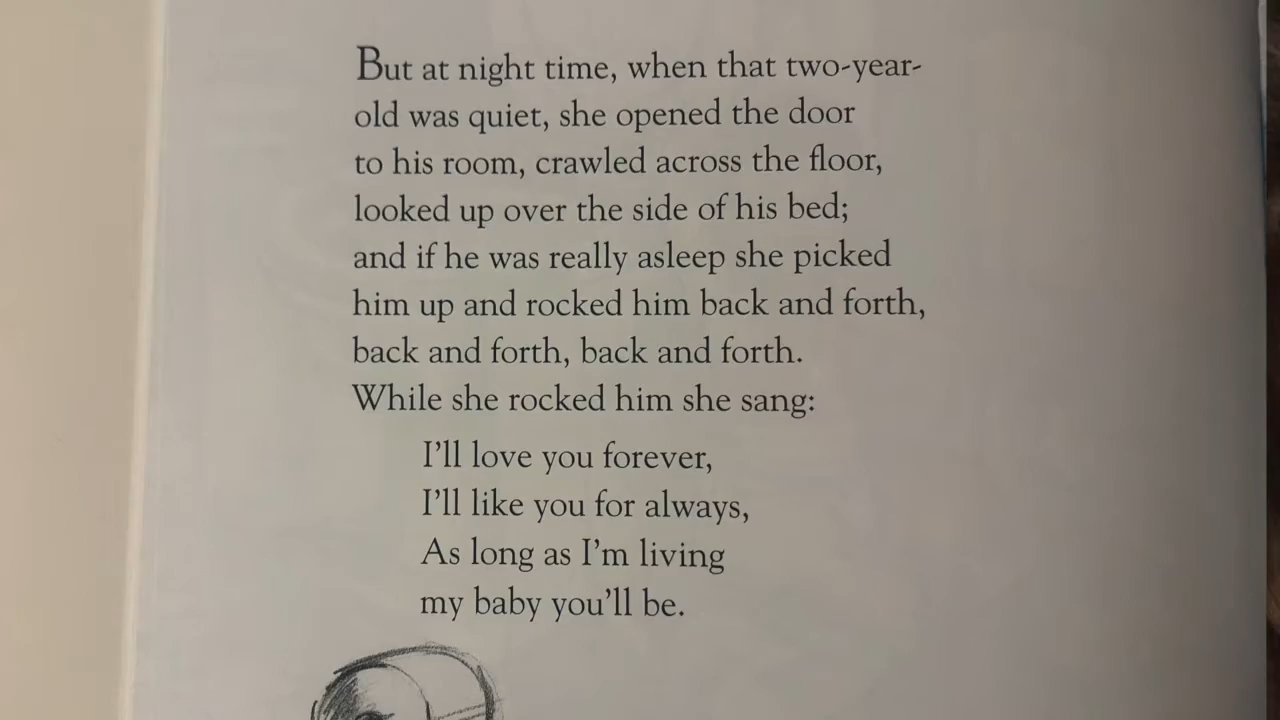 But at night time, when that two-year-
old was quiet, she opened the door
to his room, crawled across the floor,
looked up over the side of his bed;
and if he was really asleep she picked
him up and rocked him back and forth,
back and forth, back and forth.
While she rocked him she sang:
I'll love you forever,
I'll like you for always,
As long as I'm living
my baby you'll be.